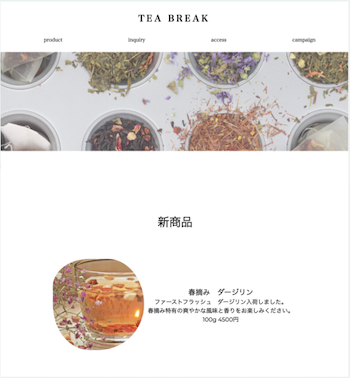 TEA BREAK
product inquiry access campaign
新商品
春摘み　ダージリン
ファーストフラッシュ　ダージリン入荷しました。
春摘み特有の爽やかな風味と香りをお楽しみください。
100g 4500円